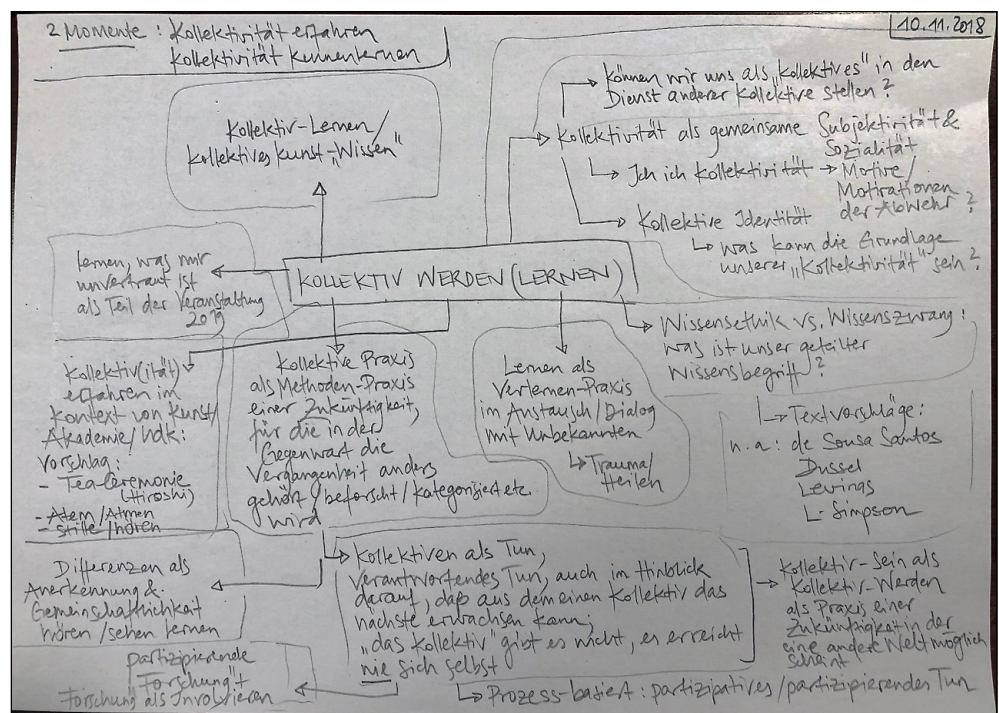 10.11.2018
2 Momente: Kollektivität erfahren
Kollektivität kennenlernen
Kollektiv-Lernen/
kollektives Kunst-„Wissen“
können wir uns als „kollektives“ in den
Dienst anderer Kollektive stellen?
Kollektivität als gemeinsame Subjektivität &
Sozialität
Ich ich Kollektivität → Motive/
Motivationen
der Abwehr?
Kollektive Identität
was kann die Grundlage
unserer „Kollektivität“ sein?
lernen, was mir
unvertraut ist
als Teil der Veranstaltung
2019
KOLLEKTIV WERDEN (LERNEN)
Wissensethik vs. Wissenszwang:
was ist unser geteilter
Wissensbegriff?
Textvorschläge:
u.a: de Sousa Santos
Dussel
Levins
L. Simpson
Kollektiv(ität)
erfahren im
Kontext von Kunst/
Akademie/UdK:
Vorschlag:
- Teaceremonie
(Hiroshi)
- Atem/Atmen
- Stille/hören
Kollektive Praxis
als Methoden-Praxis
einer Zukünftigkeit,
für die in der
Gegenwart die
Vergangenheit anders
gehört/beforscht/kategorisiert etc.
wird
Lernen als
Verlernen-Praxis
im Austausch/Dialog
mit Unbekannten
Trauma/
Heilen
Differenzen als
Anerkennung &
Gemeinschaftlichkeit
hören/sehen lernen
Kollektiven als Tun,
verantwortendes Tun, auch im Hinblick
darauf, daß aus dem einen Kollektiv das
nächste erwachsen kann;
„das Kollektiv“ gibt es nicht, es erreicht
nie sich selbst
Kollektiv-Sein als
Kollektiv-Werden
als Praxis einer
Zukünftigkeit in der
eine andere Welt möglich
scheint
partizipierende
„Forschung“:
Forschung als Involvieren
Prozess-basiert: partizipatives/partizipierendes Tun